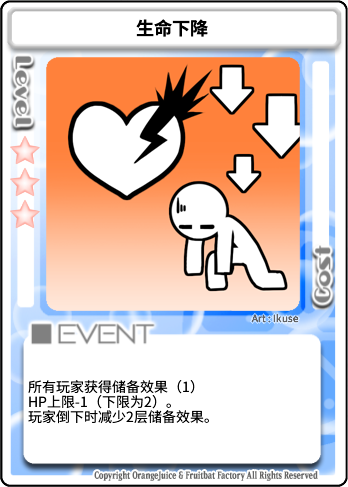 生命下降
Level
Cost
Art : Ikuse
EVENT
所有玩家获得储备效果（1）
HP上限-1（下限为2）。
玩家倒下时减少2层储备效果。
Copyright OrangeJuice & Fruitbat Factory All Rights Reserved